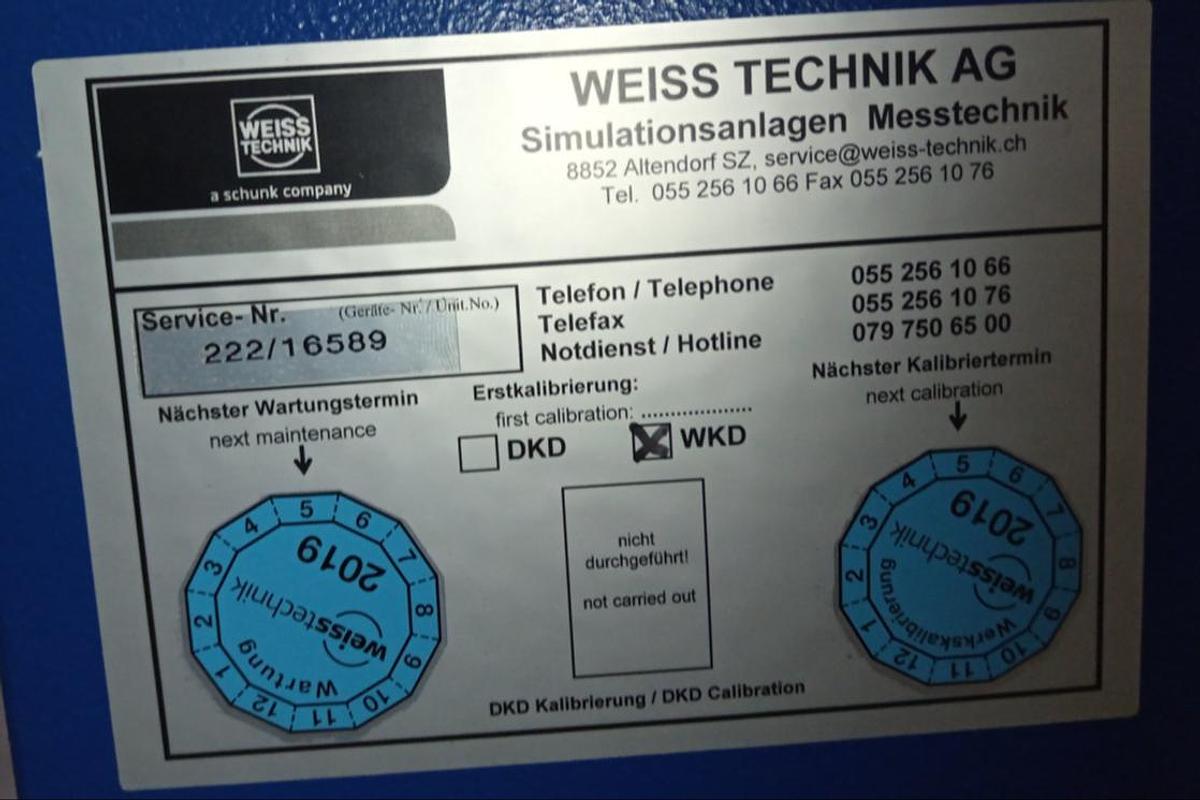 WEISS
TECHNIK
a schunk company
WEISS TECHNIK AG
Simulationsanlagen Messtechnik
8852 Altendorf SZ, service@weiss-technik.ch
Tel. 055 256 10 66 Fax 055 256 10 76
Service- Nr. (Geräte- Nr. / Unit.No.)
222/16589
Telefon / Telephone 055 256 10 66
Telefax 055 256 10 76
Notdienst / Hotline 079 750 65 00
Nächster Wartungstermin
next maintenance
Erstkalibrierung:
first calibration: ...................
DKD WKD
Nächster Kalibriertermin
next calibration
1 2 3 4 5 6 7 8 9 10 11 12
2019
weisstechnik
Wartung
nicht
durchgeführt!
not carried out
DKD Kalibrierung / DKD Calibration
1 2 3 4 5 6 7 8 9 10 11 12
2019
weisstechnik
Werkskalibrierung